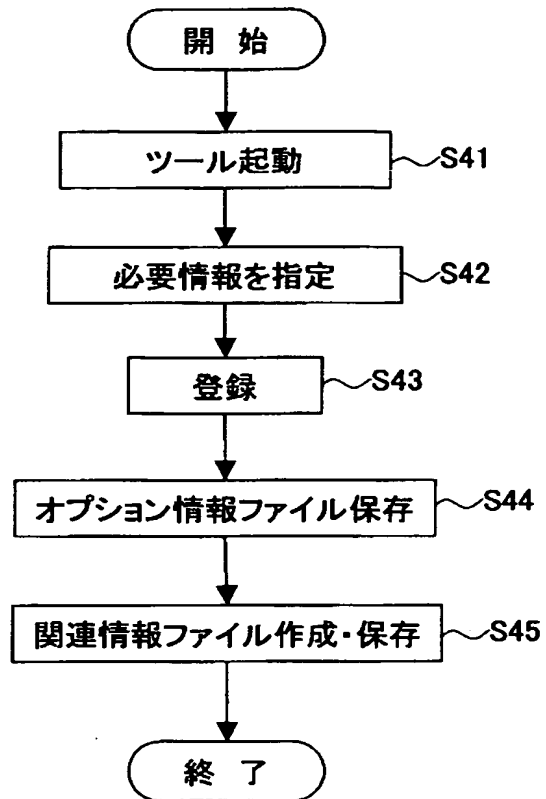 開 始
ツール起動 S41
必要情報を指定 S42
登録 S43
オプション情報ファイル保存 S44
関連情報ファイル作成・保存 S45
終 了